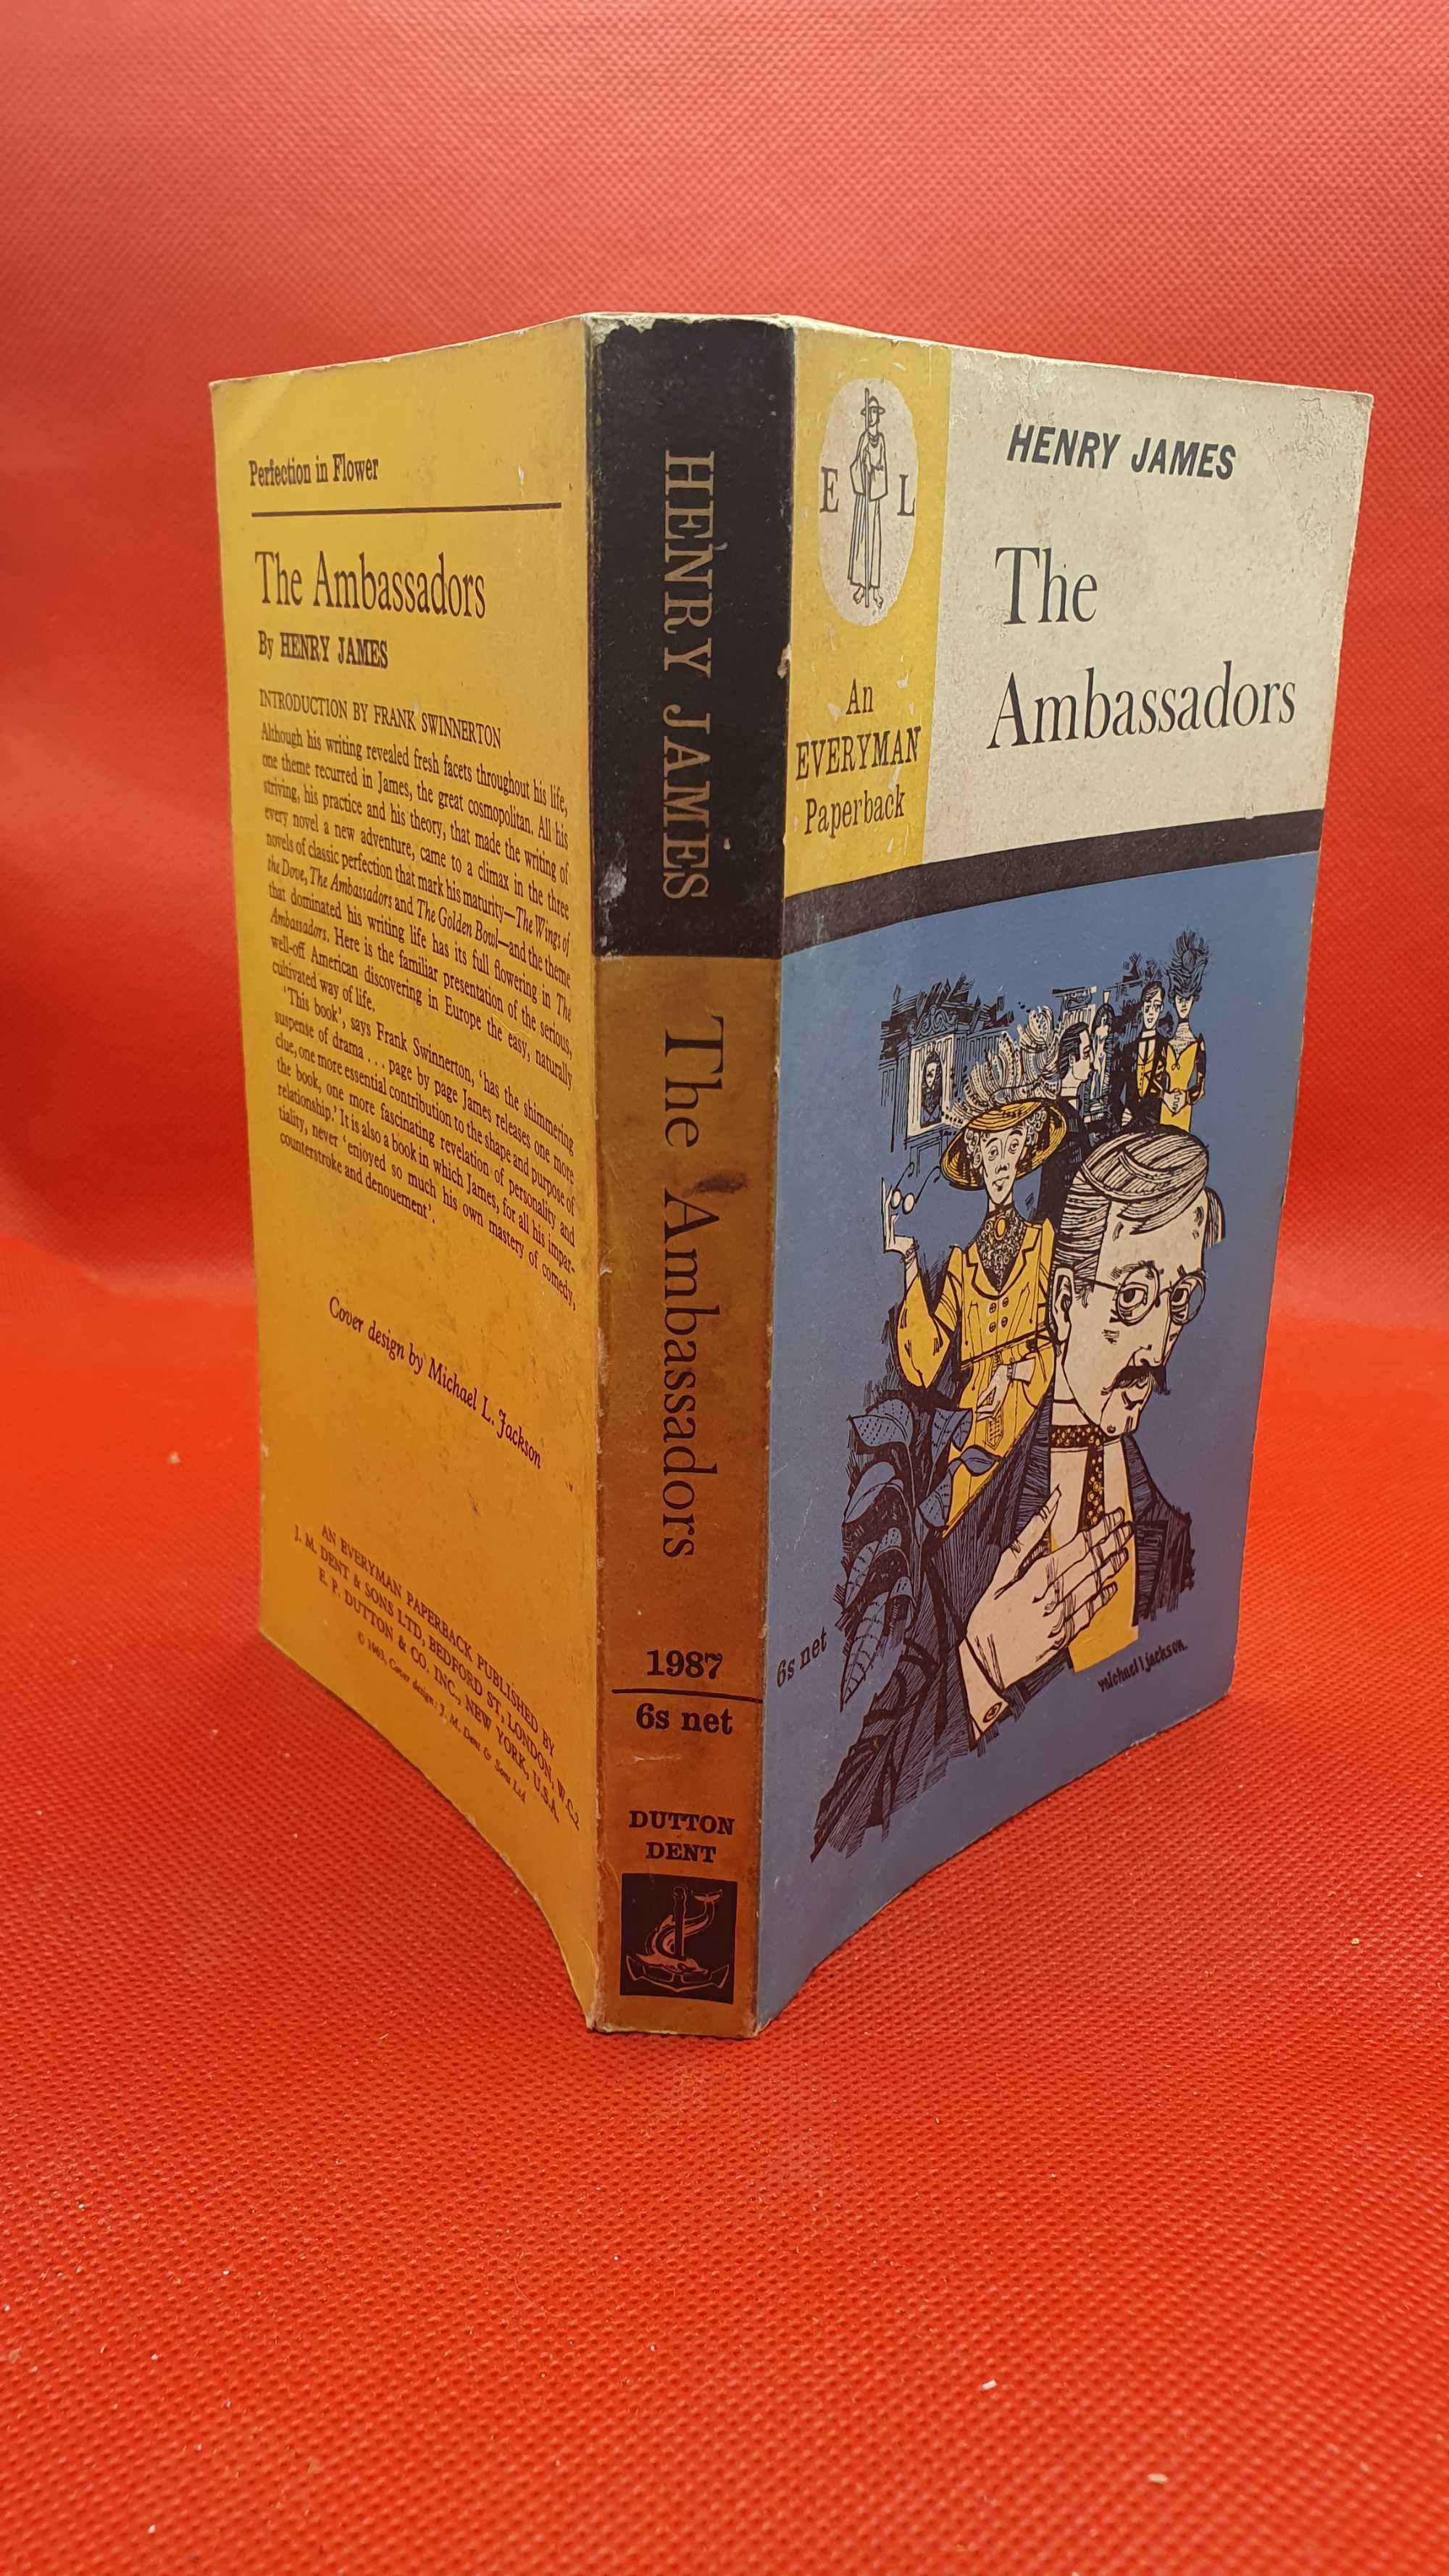 Perfection in Flower
The Ambassadors
By HENRY JAMES
INTRODUCTION BY FRANK SWINNERTON
Although his writing revealed fresh facets throughout his life,
one theme recurred in James, the great cosmopolitan. All his
striving, his practice and his theory, that made the writing of
every novel a new adventure, came to a climax in the three
novels of classic perfection that mark his maturity—The Wings of
the Dove, The Ambassadors and The Golden Bowl—and the theme
that dominated his writing life has its full flowering in The
Ambassadors. Here is the familiar presentation of the serious,
well-off American discovering in Europe the easy, naturally
cultivated way of life.
'This book', says Frank Swinnerton, 'has the shimmering
suspense of drama . . . page by page James releases one more
clue, one more essential contribution to the shape and purpose of
the book, one more fascinating revelation of personality and
relationship.' It is also a book in which James, for all his impar-
tiality, never 'enjoyed so much his own mastery of comedy,
counterstroke and denouement'.
Cover design by Michael L. Jackson
AN EVERYMAN PAPERBACK PUBLISHED BY
J. M. DENT & SONS LTD, BEDFORD ST, LONDON, W.C.2
E. P. DUTTON & CO. INC., NEW YORK, U.S.A.
© 1963, Cover design: J. M. Dent & Sons Ltd
HENRY JAMES
The Ambassadors
1987
6s net
DUTTON
DENT
E L
An
EVERYMAN
Paperback
HENRY JAMES
The
Ambassadors
6s net
michael l jackson.